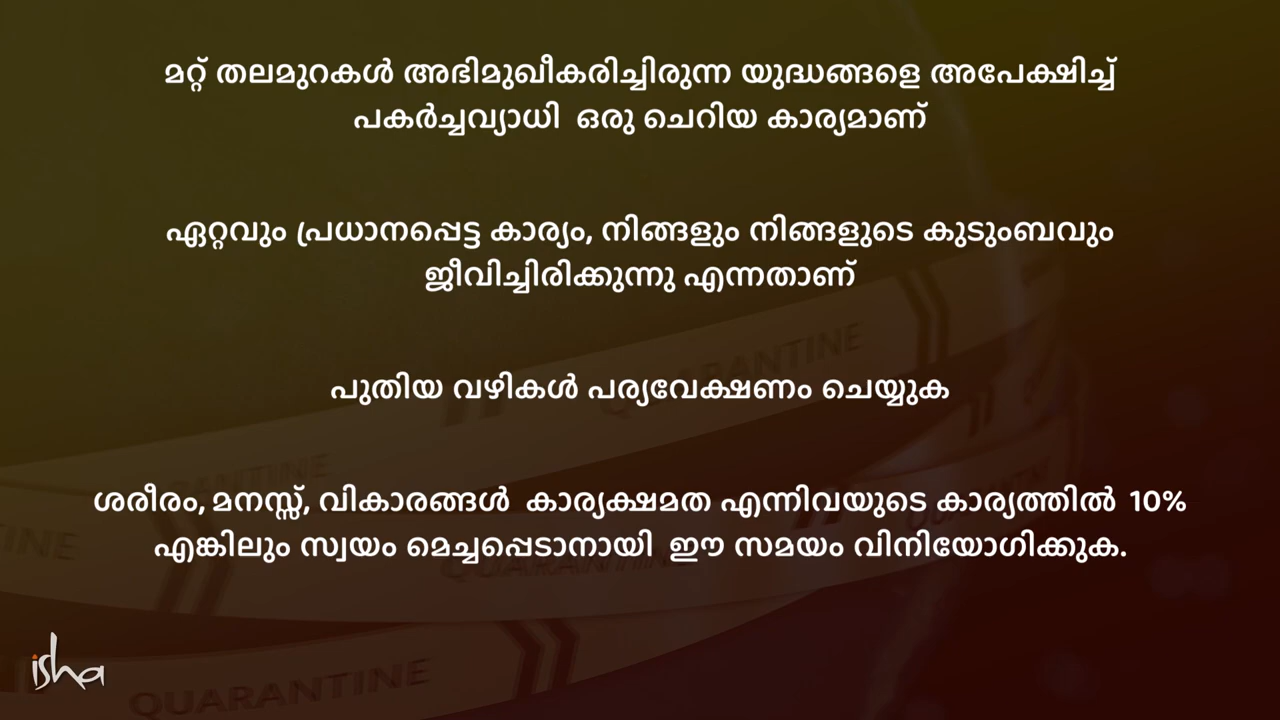 മറ്റ് തലമുറകൾ അഭിമുഖീകരിച്ചിരുന്ന യുദ്ധങ്ങളെ അപേക്ഷിച്ച്
പകർച്ചവ്യാധി ഒരു ചെറിയ കാര്യമാണ്
ഏറ്റവും പ്രധാനപ്പെട്ട കാര്യം, നിങ്ങളും നിങ്ങളുടെ കുടുംബവും
ജീവിച്ചിരിക്കുന്നു എന്നതാണ്
പുതിയ വഴികൾ പര്യവേക്ഷണം ചെയ്യുക
ശരീരം, മനസ്സ്, വികാരങ്ങൾ കാര്യക്ഷമത എന്നിവയുടെ കാര്യത്തിൽ 10%
എങ്കിലും സ്വയം മെച്ചപ്പെടാനായി ഈ സമയം വിനിയോഗിക്കുക.
QUARANTINE
QUARANTINE
QUARANTINE
isha